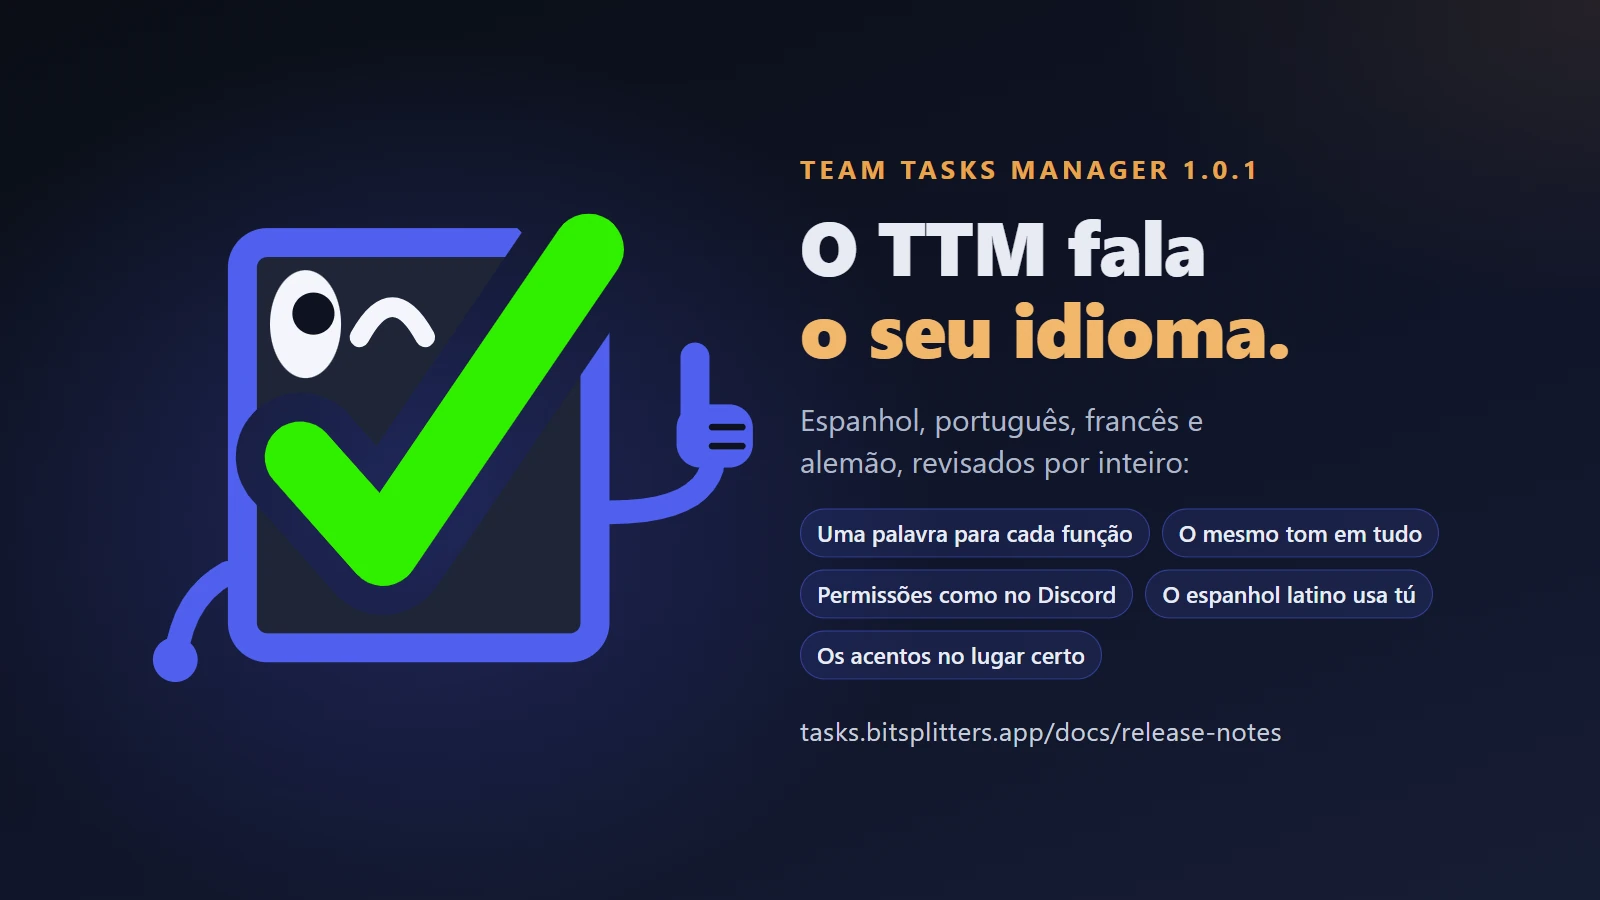 TEAM TASKS MANAGER 1.0.1
O TTM fala
o seu idioma.
Espanhol, português, francês e
alemão, revisados por inteiro:
Uma palavra para cada função
O mesmo tom em tudo
Permissões como no Discord
O espanhol latino usa tú
Os acentos no lugar certo
tasks.bitsplitters.app/docs/release-notes